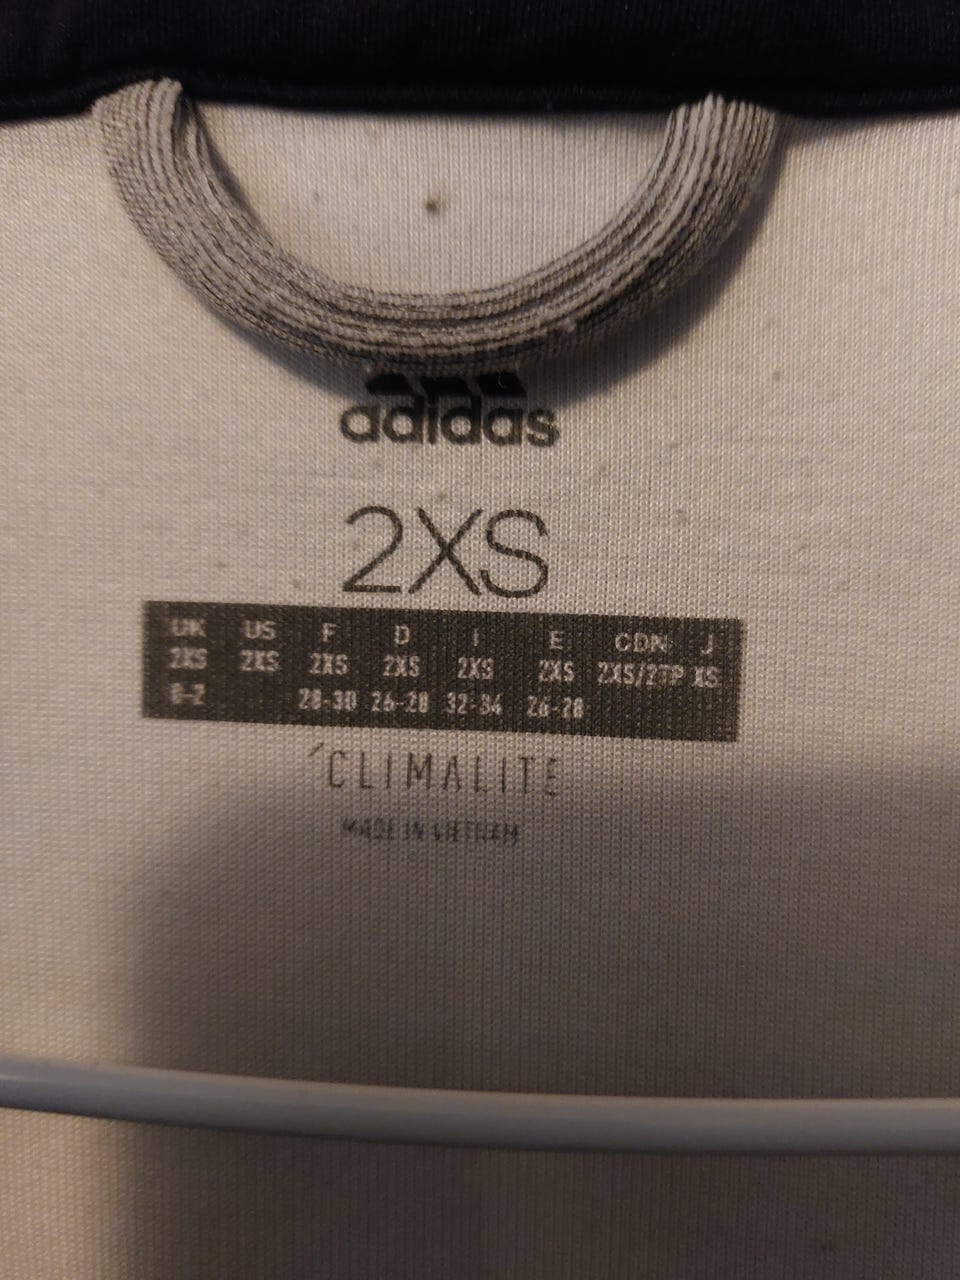 adidas
2XS
UK US F D I E CDN J
2XS 2XS 2XS 2XS 2XS 2XS 2XS/2TP XS
0-2 28-30 26-28 32-34 26-28
CLIMALITE
MADE IN VIETNAM